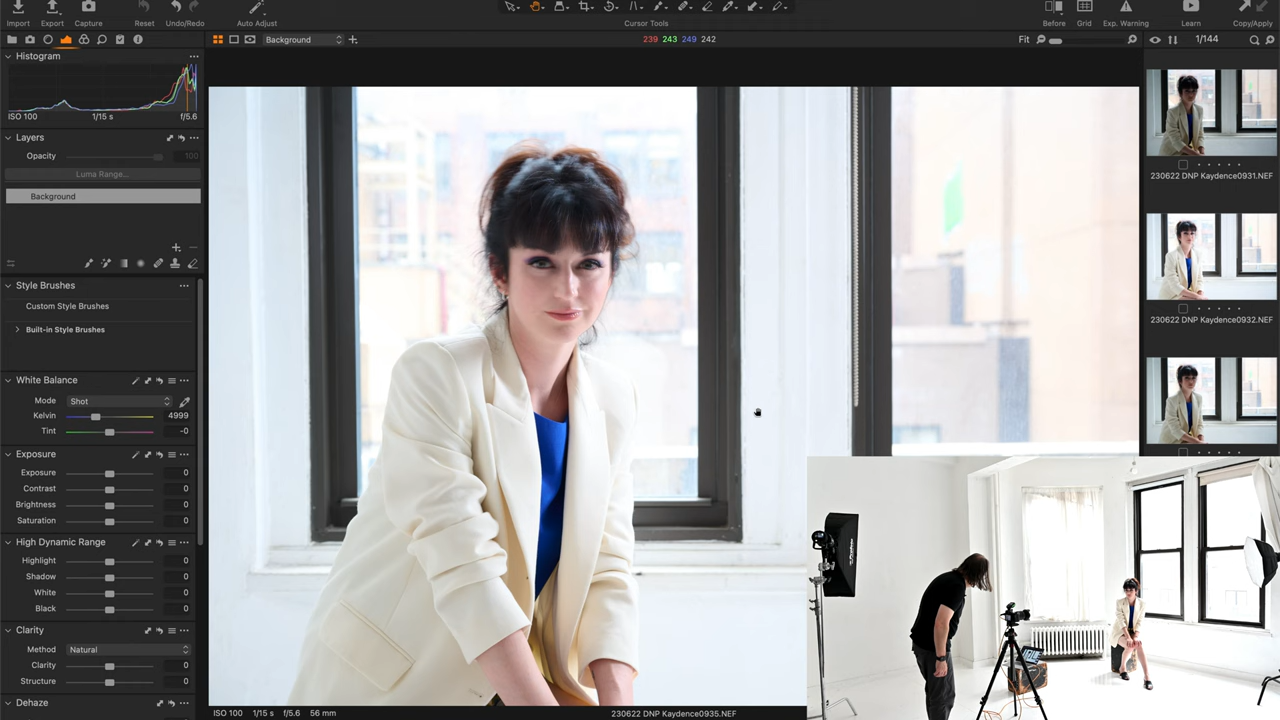 Import Export Capture Reset Undo/Redo Auto Adjust Cursor Tools Before Grid Exp. Warning Learn Copy/Apply
Background 239 243 249 242 Fit 1/144
Histogram
ISO 100 1/15 s f/5.6
Layers
Opacity 100
Luma Range...
Background
Style Brushes
Custom Style Brushes
Built-in Style Brushes
White Balance
Mode Shot
Kelvin 4999
Tint -0
Exposure
Exposure 0
Contrast 0
Brightness 0
Saturation 0
High Dynamic Range
Highlight 0
Shadow 0
White 0
Black 0
Clarity
Method Natural
Clarity 0
Structure 0
Dehaze
230622 DNP Kaydence0931.NEF
230622 DNP Kaydence0932.NEF
ISO 100 1/15 s f/5.6 56 mm 230622 DNP Kaydence0935.NEF